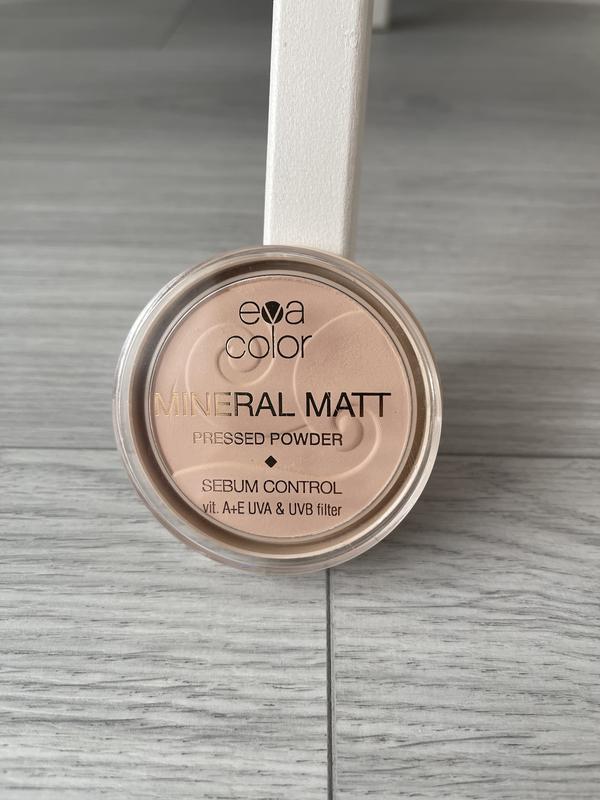 eva
color
MINERAL MATT
PRESSED POWDER
SEBUM CONTROL
vit. A+E UVA & UVB filter